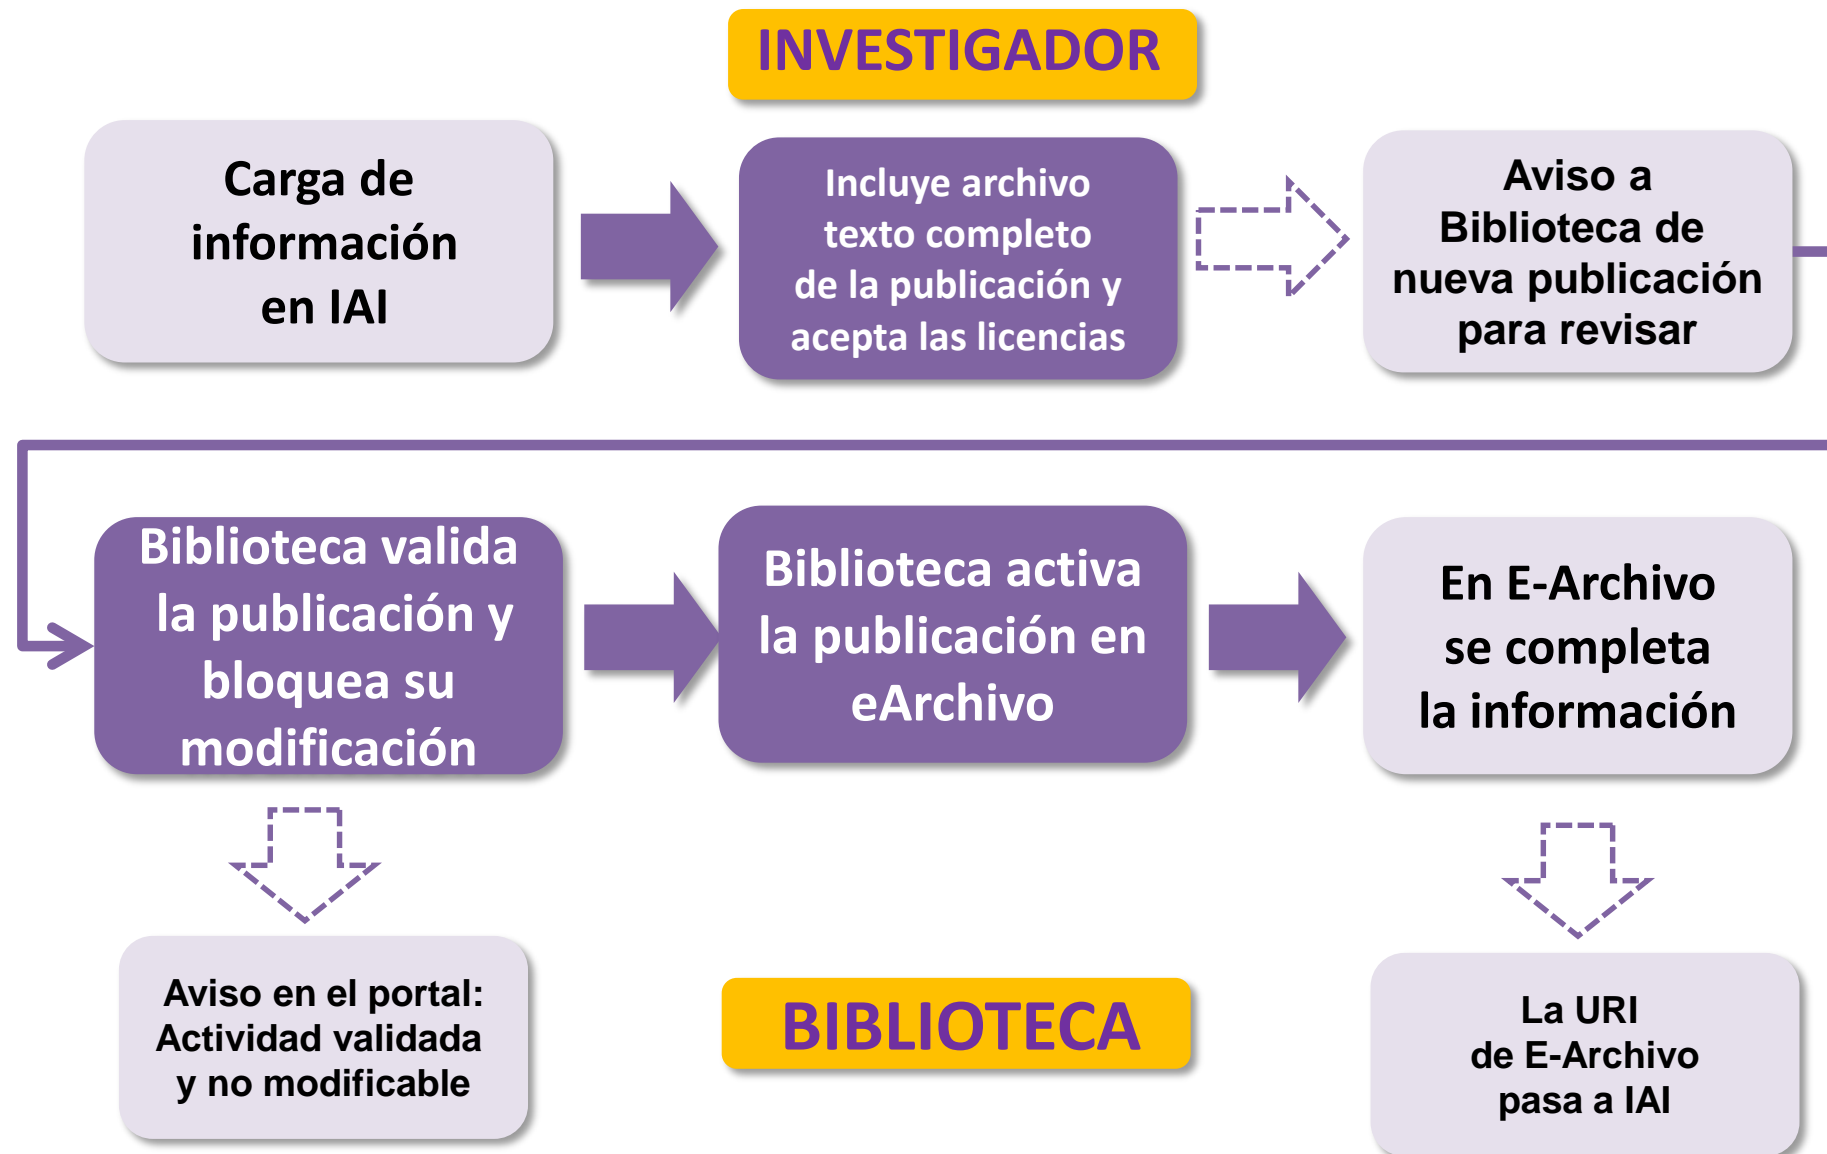 INVESTIGADOR
Carga de
información
en IAI
Incluye archivo
texto completo
de la publicación y
acepta las licencias
Aviso a
Biblioteca de
nueva publicación
para revisar
Biblioteca valida
la publicación y
bloquea su
modificación
Biblioteca activa
la publicación en
eArchivo
En E-Archivo
se completa
la información
Aviso en el portal:
Actividad validada
y no modificable
BIBLIOTECA
La URI
de E-Archivo
pasa a IAI